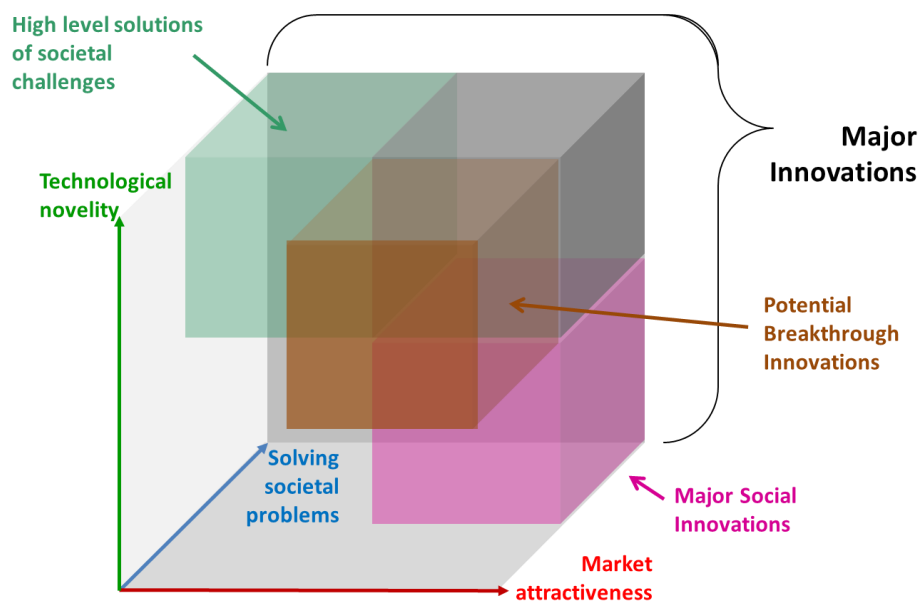 High level solutions
of societal
challenges
Major
Innovations
Technological
novelity
Potential
Breakthrough
Innovations
Solving
societal
problems
Major Social
Innovations
Market
attractiveness